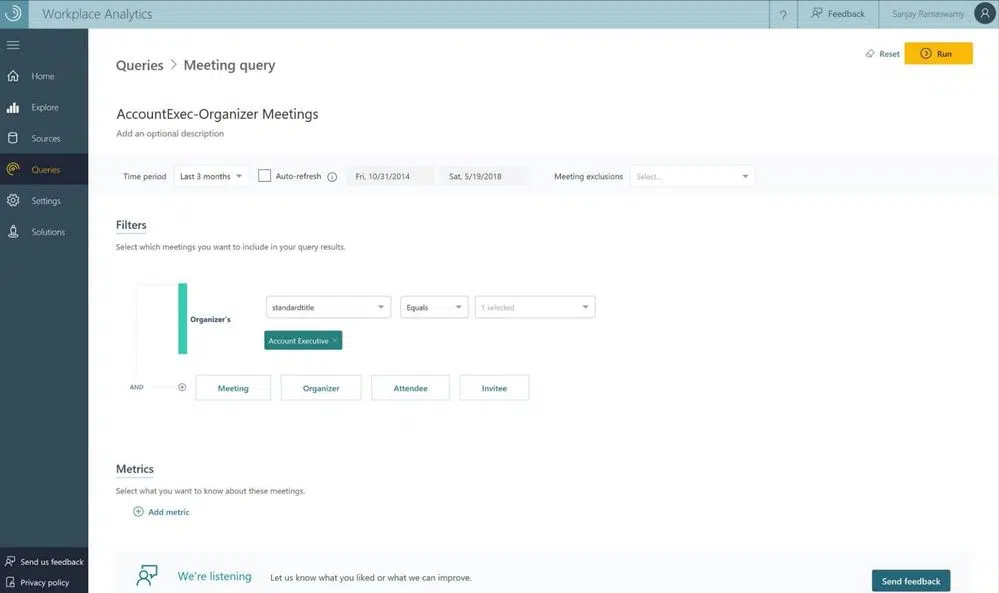 Workplace Analytics
? Feedback Sanjay Ramaswamy
Home
Explore
Sources
Queries
Settings
Solutions
Send us feedback
Privacy policy
Queries > Meeting query
Reset Run
AccountExec-Organizer Meetings
Add an optional description
Time period Last 3 months Auto-refresh Fri, 10/31/2014 Sat, 5/19/2018 Meeting exclusions Select...
Filters
Select which meetings you want to include in your query results.
Organizer's standardtitle Equals 1 selected
Account Executive ×
AND Meeting Organizer Attendee Invitee
Metrics
Select what you want to know about these meetings.
Add metric
We're listening Let us know what you liked or what we can improve. Send feedback